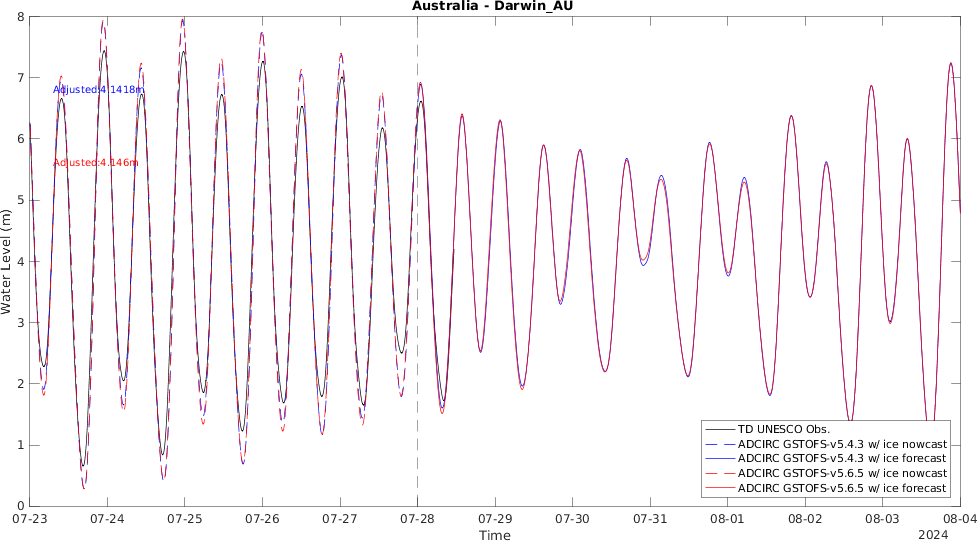 Australia - Darwin_AU
8
7
6
5
4
3
2
1
0
Water Level (m)
Adjusted:4.1418m
Adjusted:4.146m
TD UNESCO Obs.
ADCIRC GSTOFS-v5.4.3 w/ ice nowcast
ADCIRC GSTOFS-v5.4.3 w/ ice forecast
ADCIRC GSTOFS-v5.6.5 w/ ice nowcast
ADCIRC GSTOFS-v5.6.5 w/ ice forecast
07-23 07-24 07-25 07-26 07-27 07-28 07-29 07-30 07-31 08-01 08-02 08-03 08-04
Time
2024